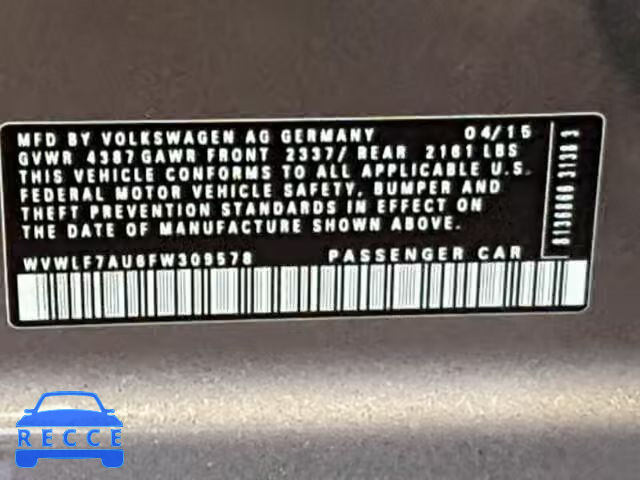 MFD BY VOLKSWAGEN AG GERMANY 04/15
GVWR 4387 GAWR FRONT 2337/ REAR 2161 LBS
THIS VEHICLE CONFORMS TO ALL APPLICABLE U.S.
FEDERAL MOTOR VEHICLE SAFETY, BUMPER AND
THEFT PREVENTION STANDARDS IN EFFECT ON
THE DATE OF MANUFACTURE SHOWN ABOVE.
WVWLF7AU6FW309578 PASSENGER CAR
RECCE